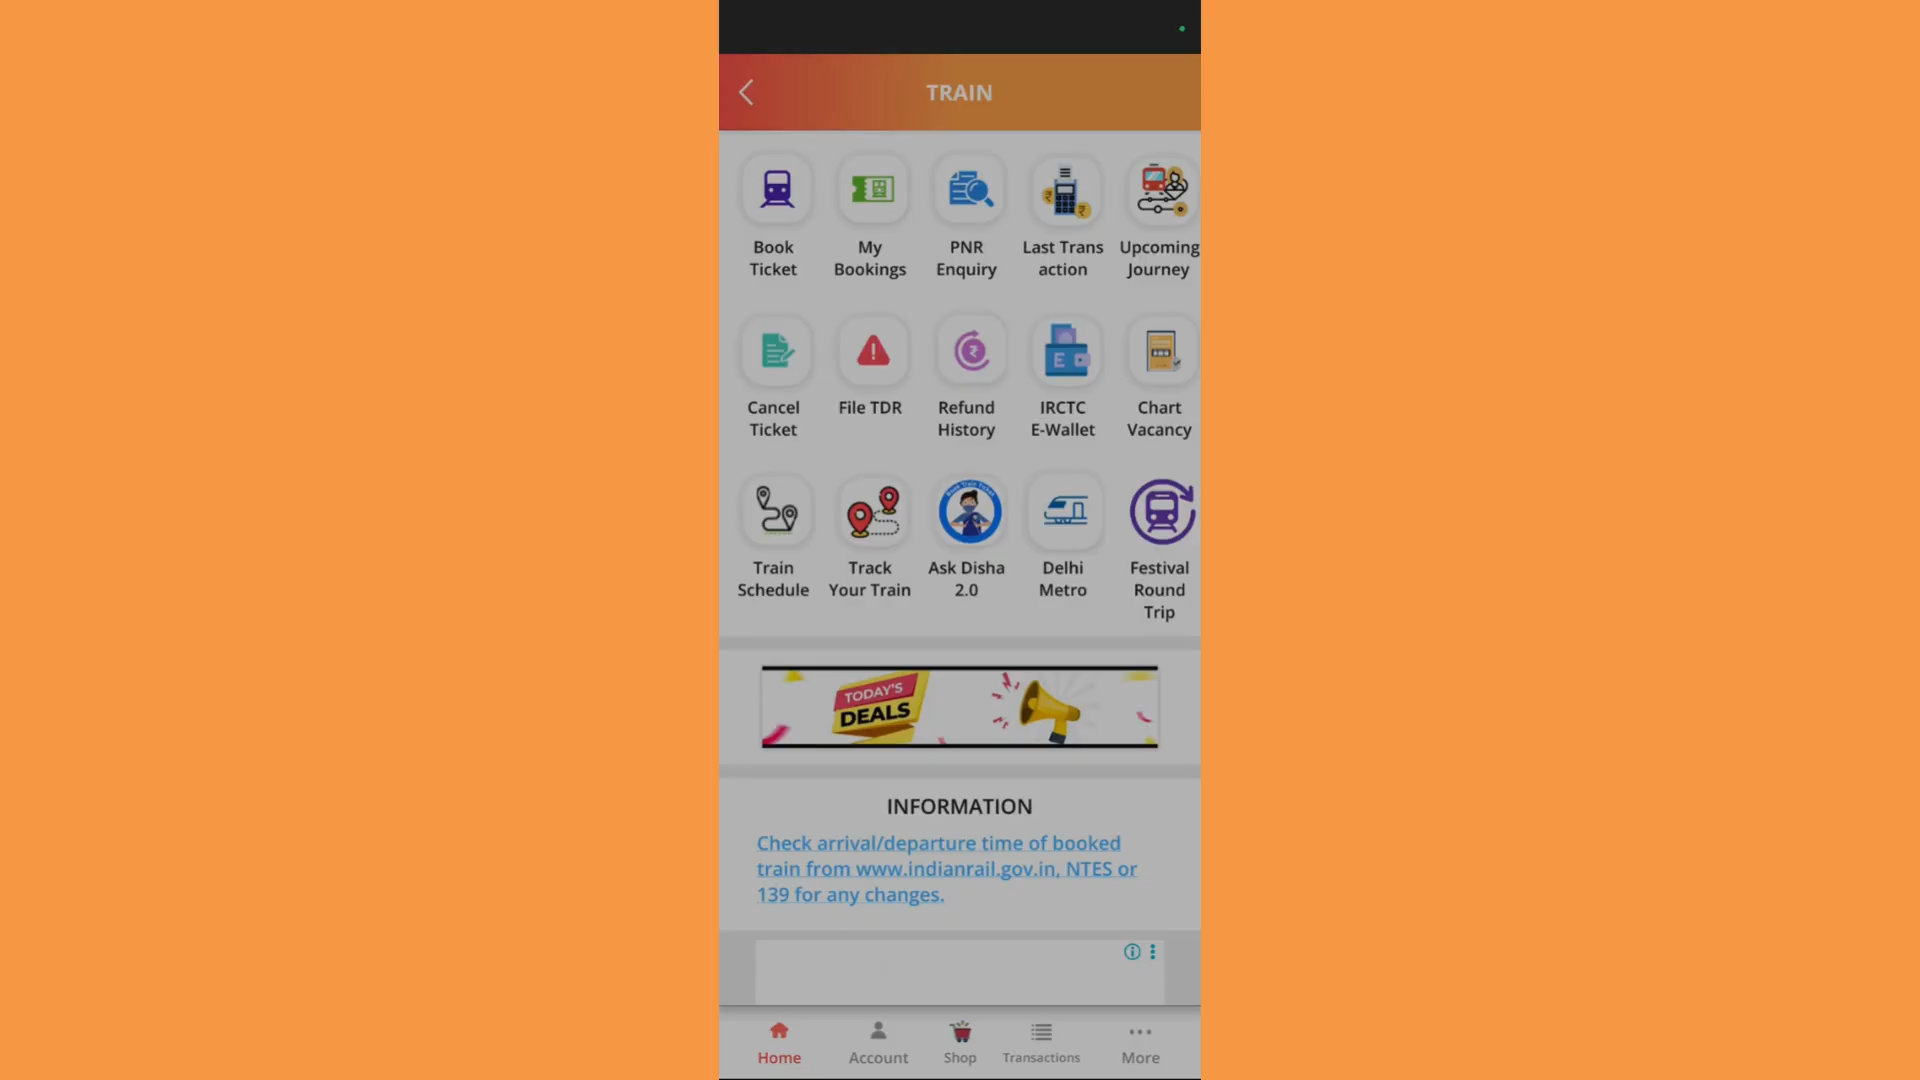 TRAIN
Book
Ticket
My
Bookings
PNR
Enquiry
Last Trans
action
Upcoming
Journey
Cancel
Ticket
File TDR
Refund
History
IRCTC
E-Wallet
Chart
Vacancy
Train
Schedule
Track
Your Train
Ask Disha
2.0
Delhi
Metro
Festival
Round
Trip
TODAY'S
DEALS
INFORMATION
Check arrival/departure time of booked
train from www.indianrail.gov.in, NTES or
139 for any changes.
Home
Account
Shop
Transactions
More